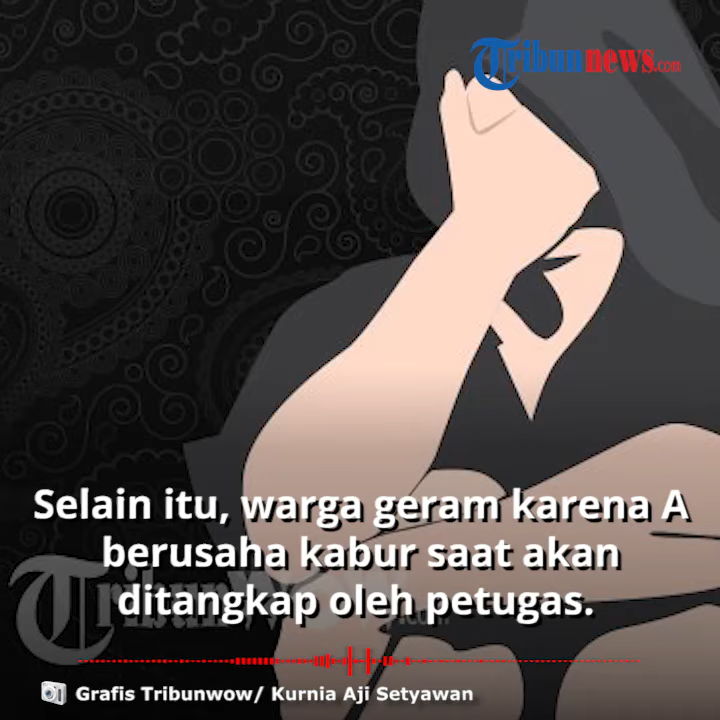 Tribunnews.com
Selain itu, warga geram karena A
berusaha kabur saat akan
ditangkap oleh petugas.
Grafis Tribunwow/ Kurnia Aji Setyawan